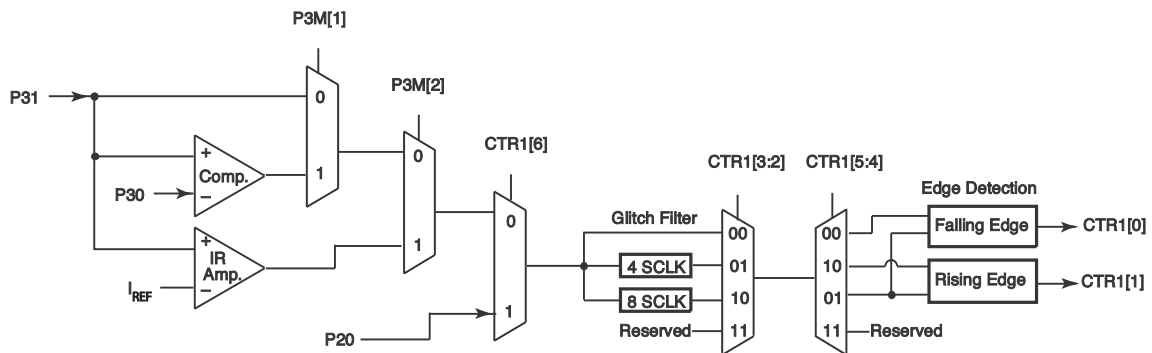 P3M[1]
P31
0
P3M[2]
0
+
Comp.
–
1
CTR1[6]
CTR1[3:2]
CTR1[5:4]
P30
Edge Detection
0
Glitch Filter
00
00
Falling Edge
CTR1[0]
+
IR
Amp.
–
1
4 SCLK
01
10
Rising Edge
CTR1[1]
IREF
8 SCLK
10
01
1
P20
Reserved
11
11
Reserved